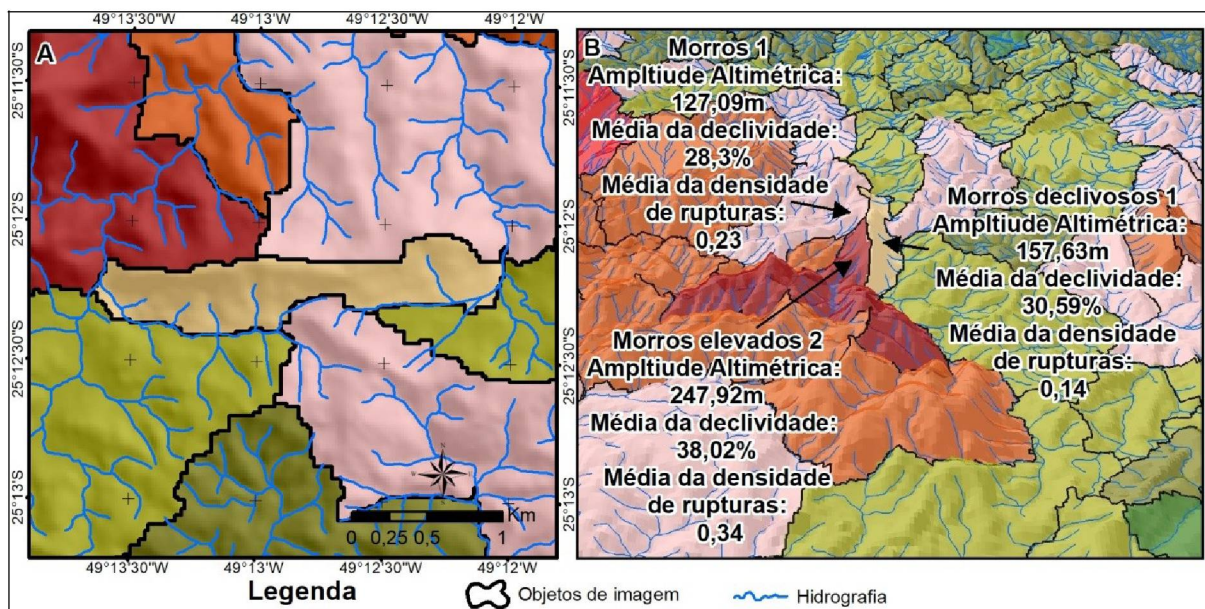 49°13'30"W 49°13'W 49°12'30"W 49°12'W
A
25°11'30"S
25°12'S
25°12'30"S
25°13'S
25°11'30"S
25°12'S
25°12'30"S
25°13'S
N
Km
0 0,25 0,5 1
49°13'30"W 49°13'W 49°12'30"W 49°12'W
B
Morros 1
Ampltiude Altimétrica:
127,09m
Média da declividade:
28,3%
Média da densidade
de rupturas:
0,23
Morros declivosos 1
Ampltiude Altimétrica:
157,63m
Média da declividade:
30,59%
Média da densidade
de rupturas:
0,14
Morros elevados 2
Ampltiude Altimétrica:
247,92m
Média da declividade:
38,02%
Média da densidade
de rupturas:
0,34
Legenda
Objetos de imagem
Hidrografia